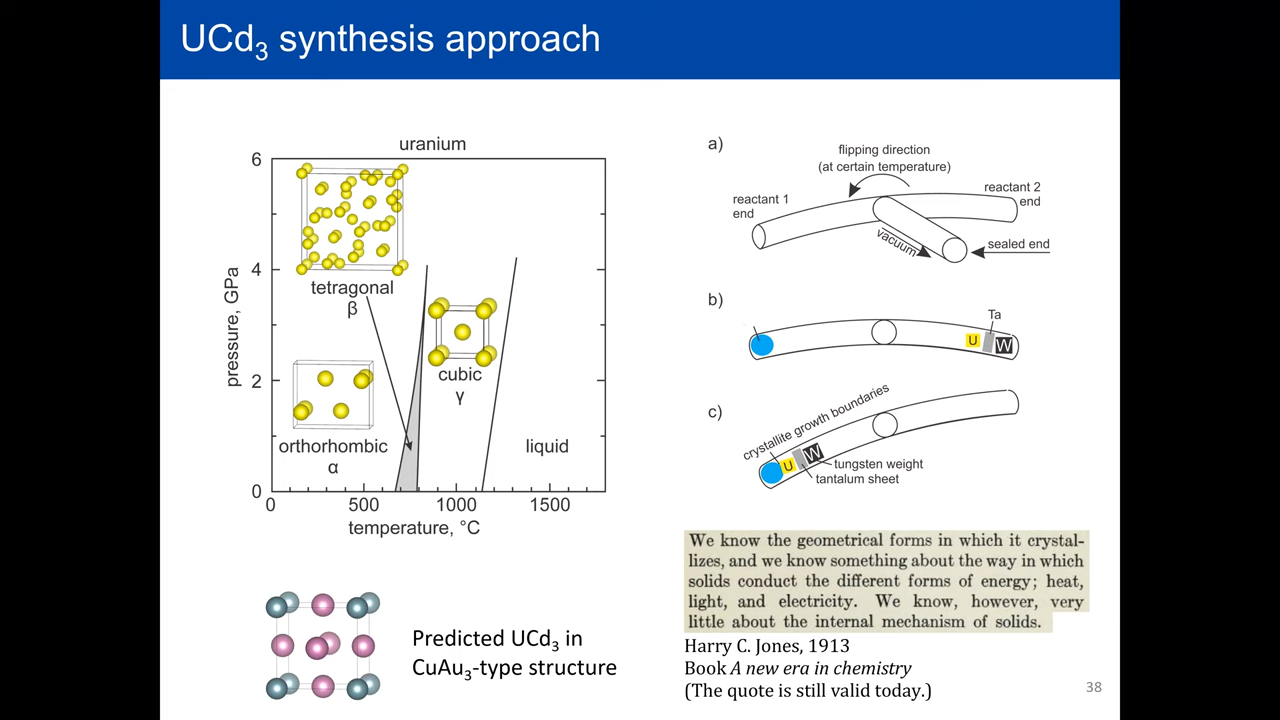 UCd₃ synthesis approach
uranium
6
4
2
0
pressure, GPa
tetragonal
β
cubic
γ
orthorhombic
α
liquid
0
500
1000
1500
temperature, °C
Predicted UCd₃ in
CuAu₃-type structure
a)
flipping direction
(at certain temperature)
reactant 1
end
reactant 2
end
vacuum
sealed end
b)
Ta
U
W
c)
crystallite growth boundaries
U
W
tungsten weight
tantalum sheet
We know the geometrical forms in which it crystal-
lizes, and we know something about the way in which
solids conduct the different forms of energy; heat,
light, and electricity. We know, however, very
little about the internal mechanism of solids.
Harry C. Jones, 1913
Book A new era in chemistry
(The quote is still valid today.)
38